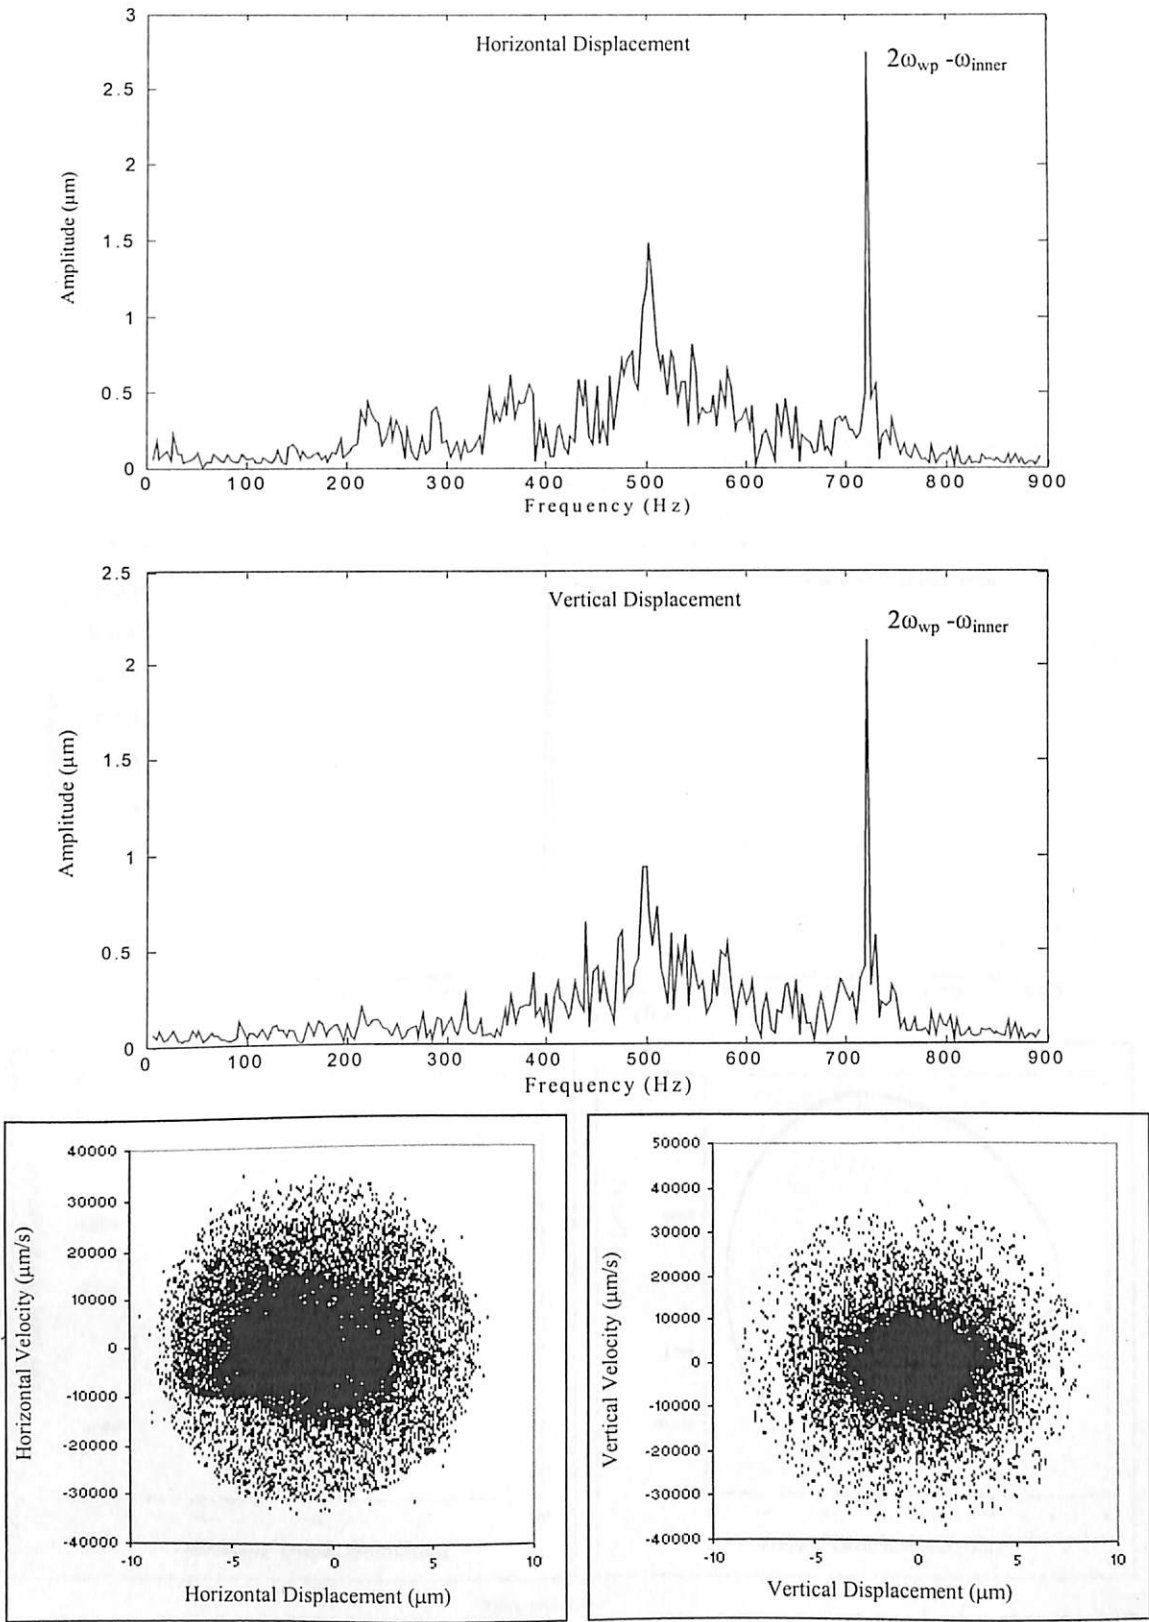 Horizontal Displacement
2ω_wp -ω_inner
Amplitude (μm)
3
2.5
2
1.5
1
0.5
0
0 100 200 300 400 500 600 700 800 900
Frequency (Hz)
Vertical Displacement
2ω_wp -ω_inner
Amplitude (μm)
2.5
2
1.5
1
0.5
0
0 100 200 300 400 500 600 700 800 900
Frequency (Hz)
Horizontal Velocity (μm/s)
40000
30000
20000
10000
0
-10000
-20000
-30000
-40000
-10 -5 0 5 10
Horizontal Displacement (μm)
Vertical Velocity (μm/s)
50000
40000
30000
20000
10000
0
-10000
-20000
-30000
-40000
-10 -5 0 5 10
Vertical Displacement (μm)